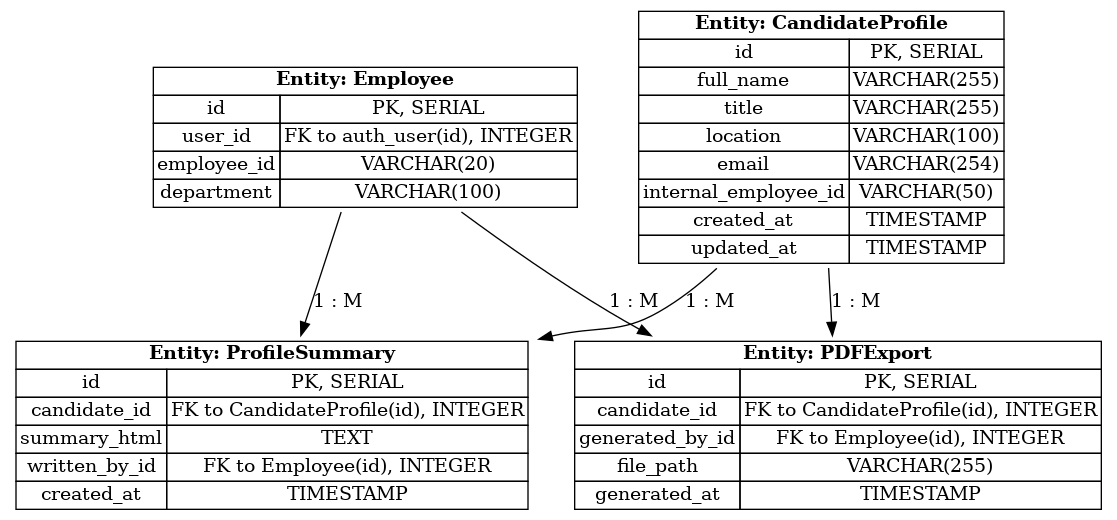 Entity: CandidateProfile
id PK, SERIAL
full_name VARCHAR(255)
title VARCHAR(255)
location VARCHAR(100)
email VARCHAR(254)
internal_employee_id VARCHAR(50)
created_at TIMESTAMP
updated_at TIMESTAMP
Entity: Employee
id PK, SERIAL
user_id FK to auth_user(id), INTEGER
employee_id VARCHAR(20)
department VARCHAR(100)
1 : M
1 : M
1 : M
1 : M
Entity: ProfileSummary
id PK, SERIAL
candidate_id FK to CandidateProfile(id), INTEGER
summary_html TEXT
written_by_id FK to Employee(id), INTEGER
created_at TIMESTAMP
Entity: PDFExport
id PK, SERIAL
candidate_id FK to CandidateProfile(id), INTEGER
generated_by_id FK to Employee(id), INTEGER
file_path VARCHAR(255)
generated_at TIMESTAMP